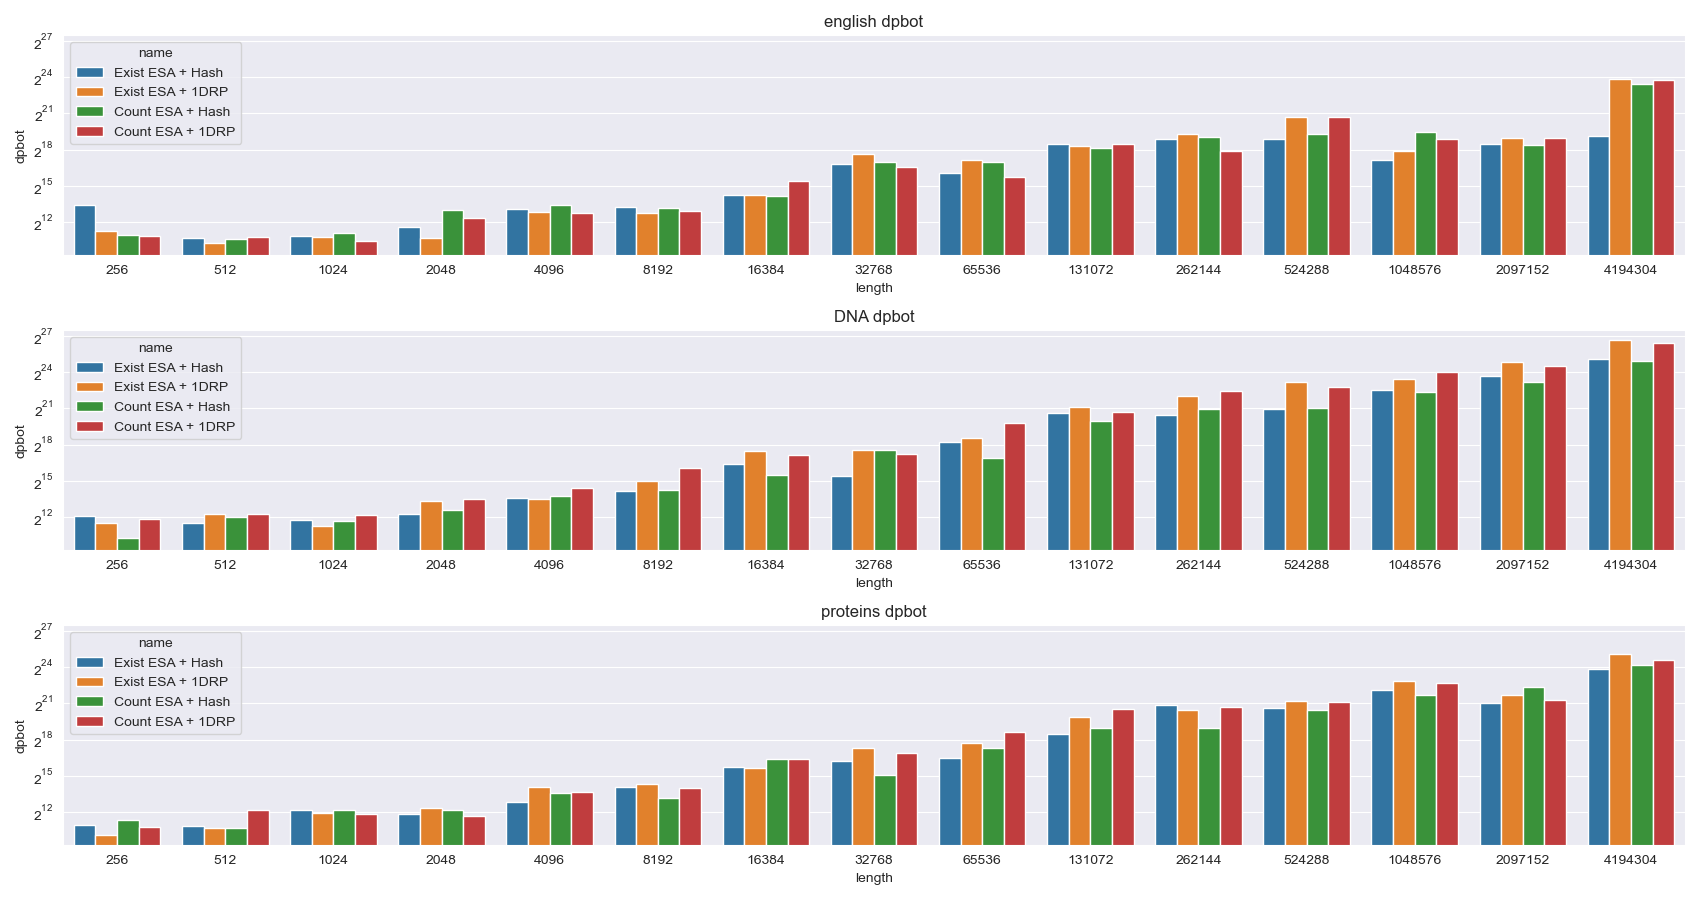 english dpbot
2^27
2^24
2^21
2^18
2^15
2^12
dpbot
name
Exist ESA + Hash
Exist ESA + 1DRP
Count ESA + Hash
Count ESA + 1DRP
256 512 1024 2048 4096 8192 16384 32768 65536 131072 262144 524288 1048576 2097152 4194304
length
DNA dpbot
2^27
2^24
2^21
2^18
2^15
2^12
dpbot
name
Exist ESA + Hash
Exist ESA + 1DRP
Count ESA + Hash
Count ESA + 1DRP
256 512 1024 2048 4096 8192 16384 32768 65536 131072 262144 524288 1048576 2097152 4194304
length
proteins dpbot
2^27
2^24
2^21
2^18
2^15
2^12
dpbot
name
Exist ESA + Hash
Exist ESA + 1DRP
Count ESA + Hash
Count ESA + 1DRP
256 512 1024 2048 4096 8192 16384 32768 65536 131072 262144 524288 1048576 2097152 4194304
length